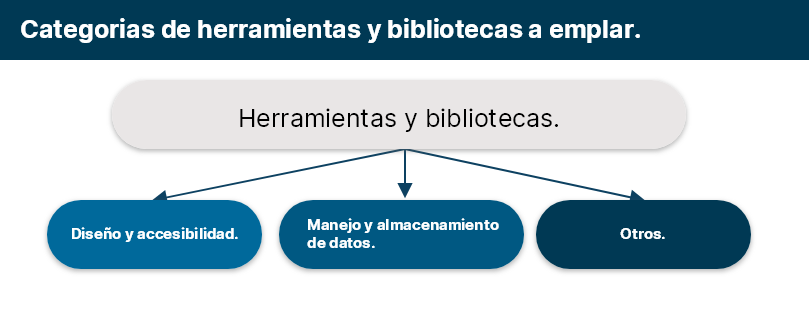 Categorias de herramientas y bibliotecas a emplar.
Herramientas y bibliotecas.
Diseño y accesibilidad.
Manejo y almacenamiento
de datos.
Otros.